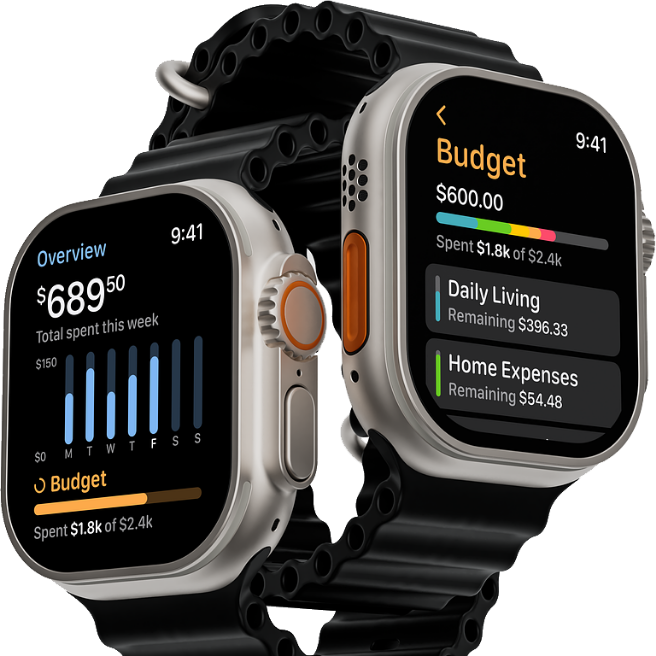 Overview
9:41
$689.50
Total spent this week
$150
$0
M T W T F S S
Budget
Spent $1.8k of $2.4k
9:41
Budget
$600.00
Spent $1.8k of $2.4k
Daily Living
Remaining $396.33
Home Expenses
Remaining $54.48